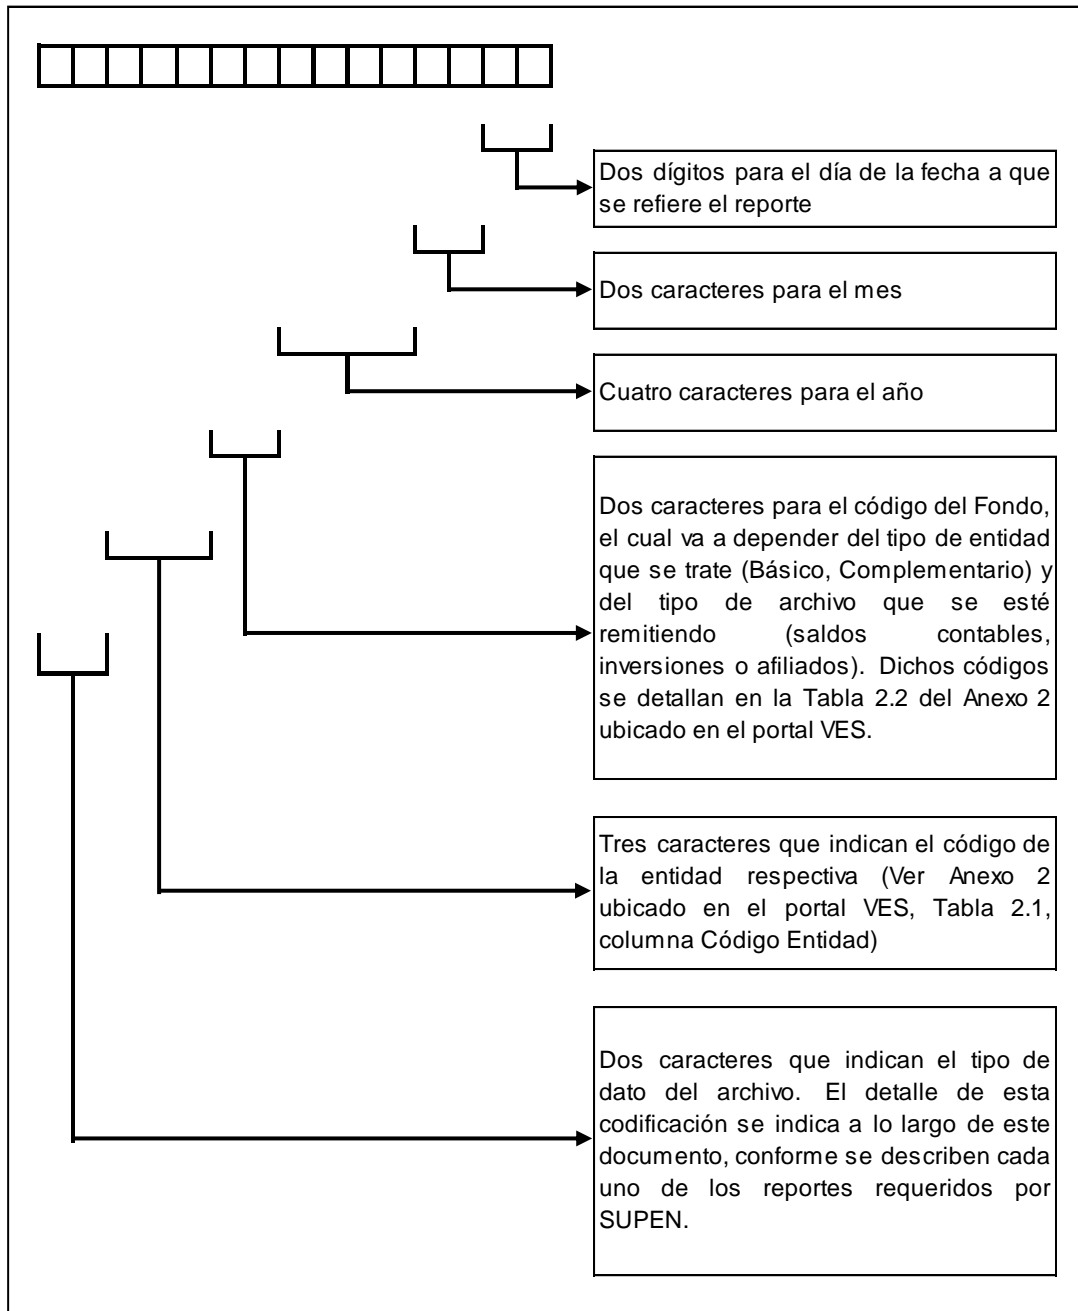 Dos dígitos para el día de la fecha a que
se refiere el reporte
Dos caracteres para el mes
Cuatro caracteres para el año
Dos caracteres para el código del Fondo,
el cual va a depender del tipo de entidad
que se trate (Básico, Complementario) y
del tipo de archivo que se esté
remitiendo (saldos contables,
inversiones o afiliados). Dichos códigos
se detallan en la Tabla 2.2 del Anexo 2
ubicado en el portal VES.
Tres caracteres que indican el código de
la entidad respectiva (Ver Anexo 2
ubicado en el portal VES, Tabla 2.1,
columna Código Entidad)
Dos caracteres que indican el tipo de
dato del archivo. El detalle de esta
codificación se indica a lo largo de este
documento, conforme se describen cada
uno de los reportes requeridos por
SUPEN.